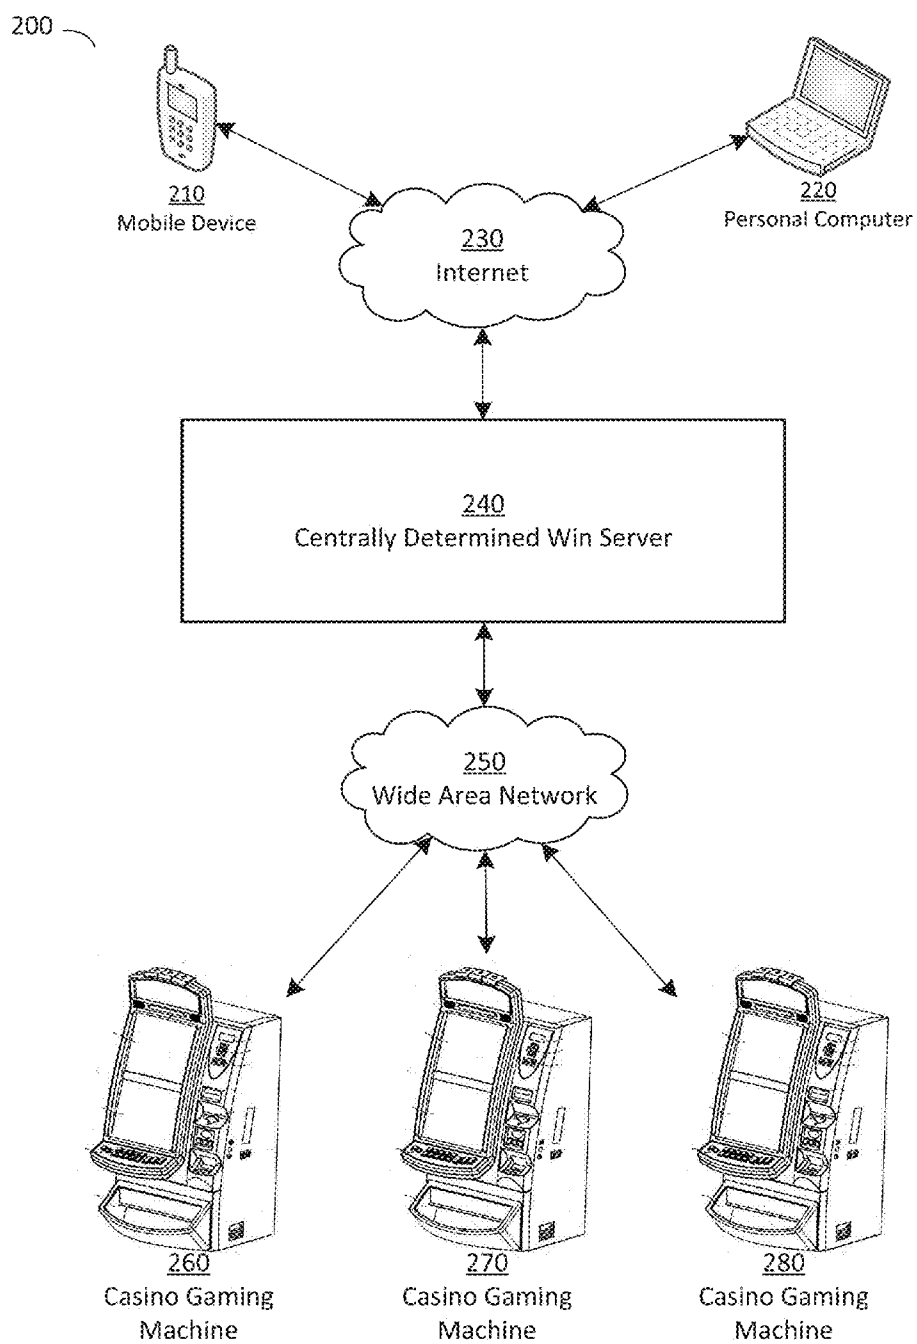 200
210
Mobile Device
220
Personal Computer
230
Internet
240
Centrally Determined Win Server
250
Wide Area Network
260
Casino Gaming
Machine
270
Casino Gaming
Machine
280
Casino Gaming
Machine